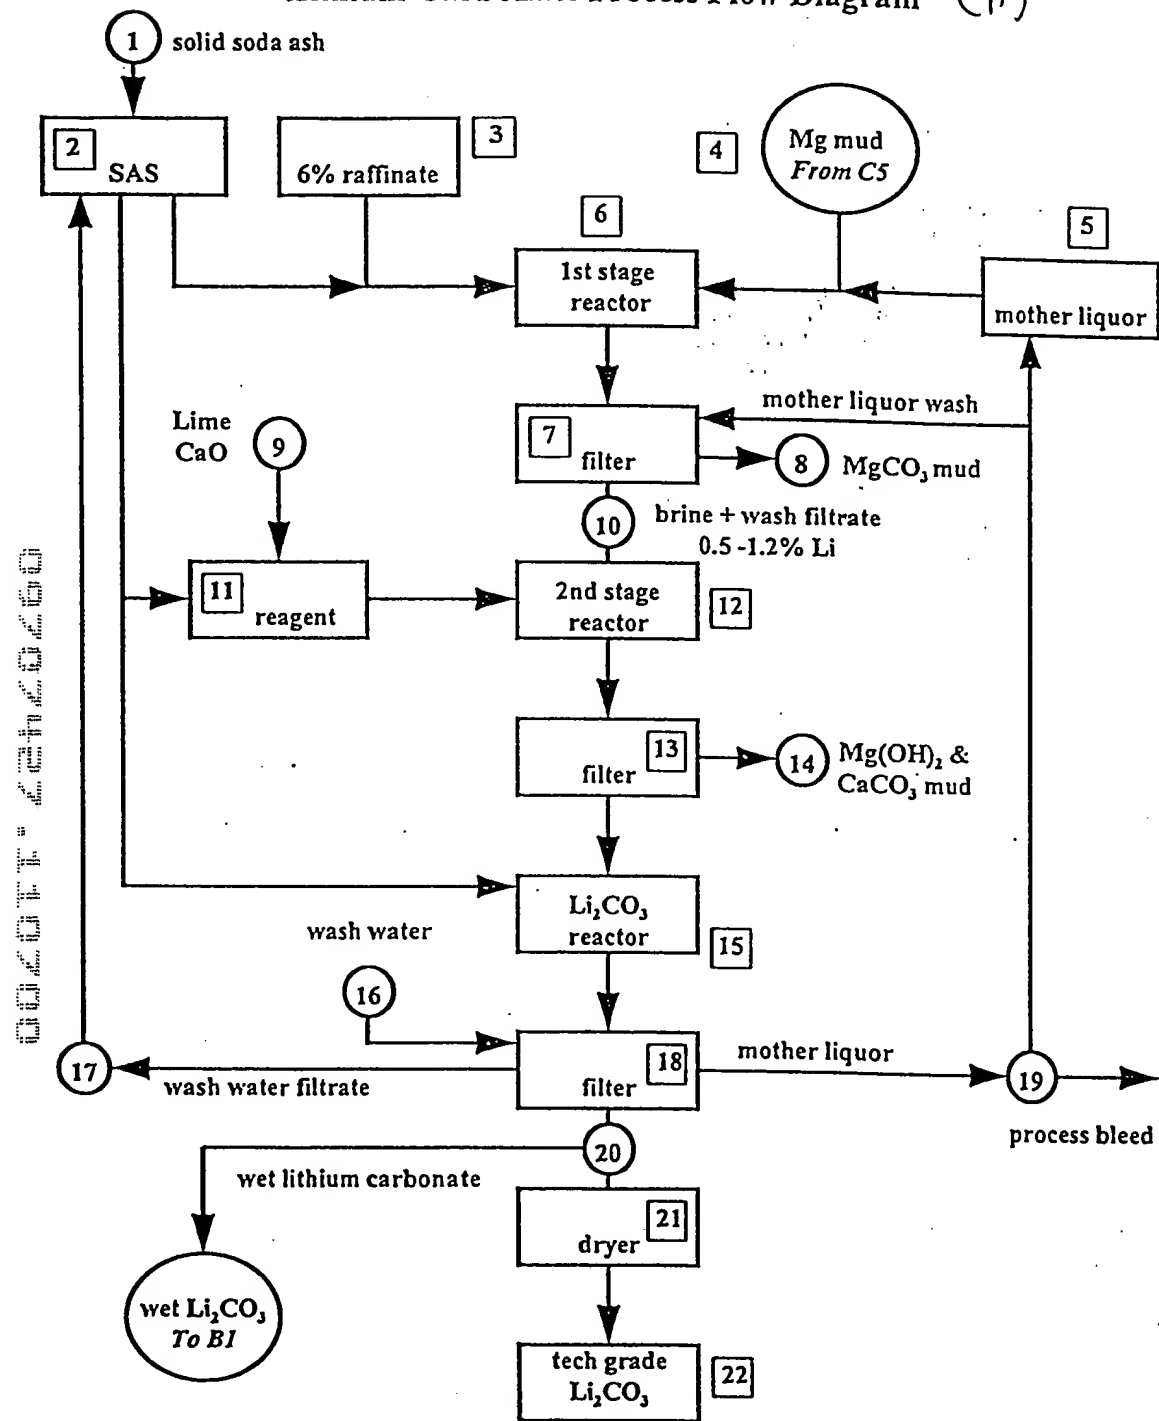 Process Flow Diagram (A)
1 solid soda ash
2 SAS
3
6% raffinate
4
Mg mud
From C5
5
mother liquor
6
1st stage
reactor
mother liquor wash
7
filter
8 MgCO₃ mud
Lime
CaO
9
10
brine + wash filtrate
0.5 -1.2% Li
11
reagent
2nd stage
reactor
12
13
filter
14
Mg(OH)₂ &
CaCO₃ mud
Li₂CO₃
reactor
15
wash water
16
17
wash water filtrate
18
filter
mother liquor
19
process bleed
20
wet lithium carbonate
21
dryer
wet Li₂CO₃
To B1
tech grade
Li₂CO₃
22